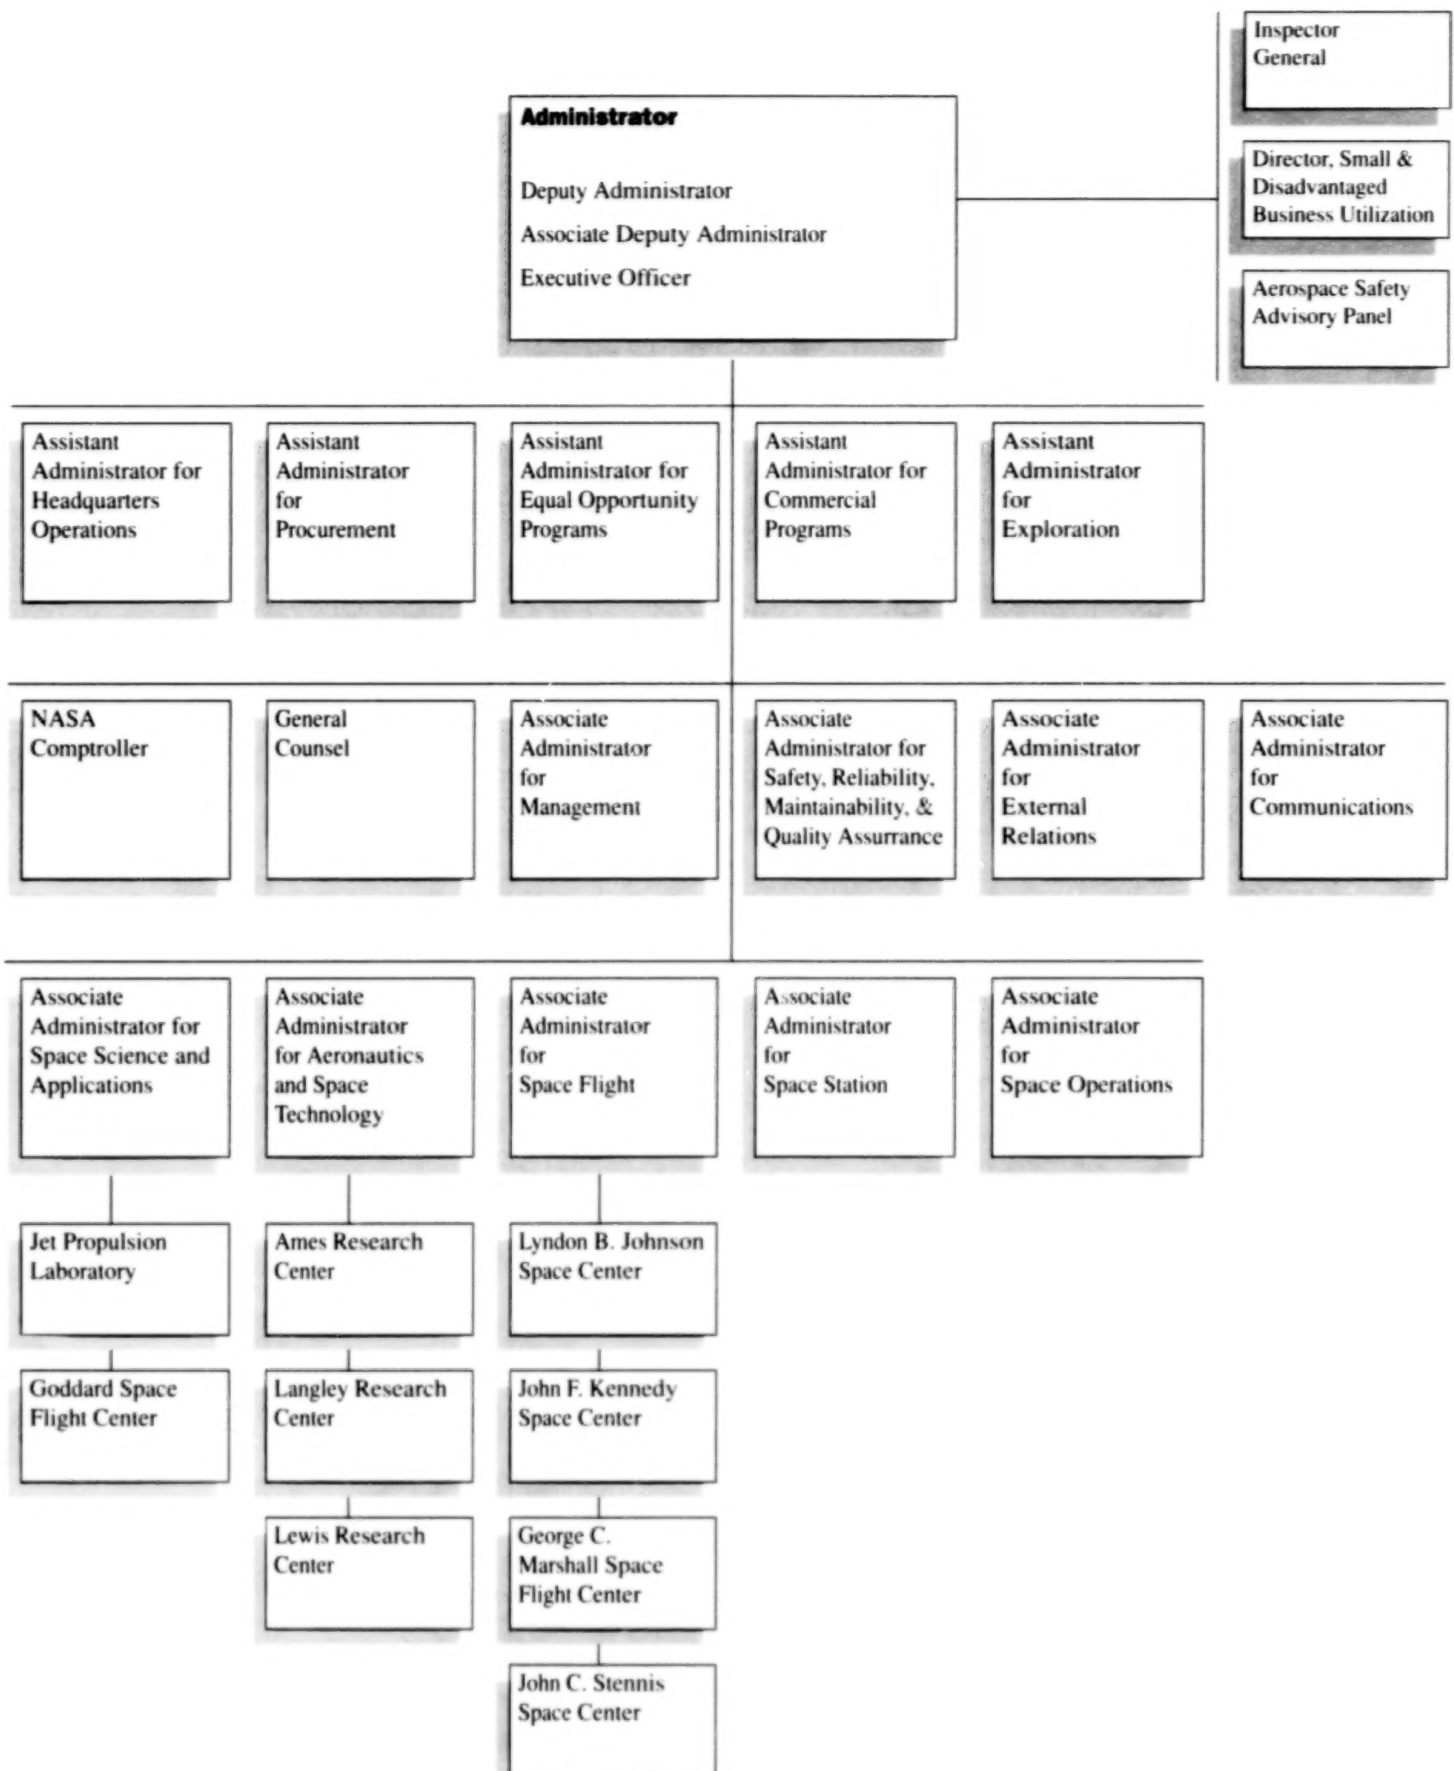 Inspector
General
Administrator
Deputy Administrator
Associate Deputy Administrator
Executive Officer
Director, Small &
Disadvantaged
Business Utilization
Aerospace Safety
Advisory Panel
Assistant
Administrator for
Headquarters
Operations
Assistant
Administrator
for
Procurement
Assistant
Administrator for
Equal Opportunity
Programs
Assistant
Administrator for
Commercial
Programs
Assistant
Administrator
for
Exploration
NASA
Comptroller
General
Counsel
Associate
Administrator
for
Management
Associate
Administrator for
Safety, Reliability,
Maintainability, &
Quality Assurrance
Associate
Administrator
for
External
Relations
Associate
Administrator
for
Communications
Associate
Administrator for
Space Science and
Applications
Associate
Administrator
for Aeronautics
and Space
Technology
Associate
Administrator
for
Space Flight
Associate
Administrator
for
Space Station
Associate
Administrator
for
Space Operations
Jet Propulsion
Laboratory
Ames Research
Center
Lyndon B. Johnson
Space Center
Goddard Space
Flight Center
Langley Research
Center
John F. Kennedy
Space Center
Lewis Research
Center
George C.
Marshall Space
Flight Center
John C. Stennis
Space Center